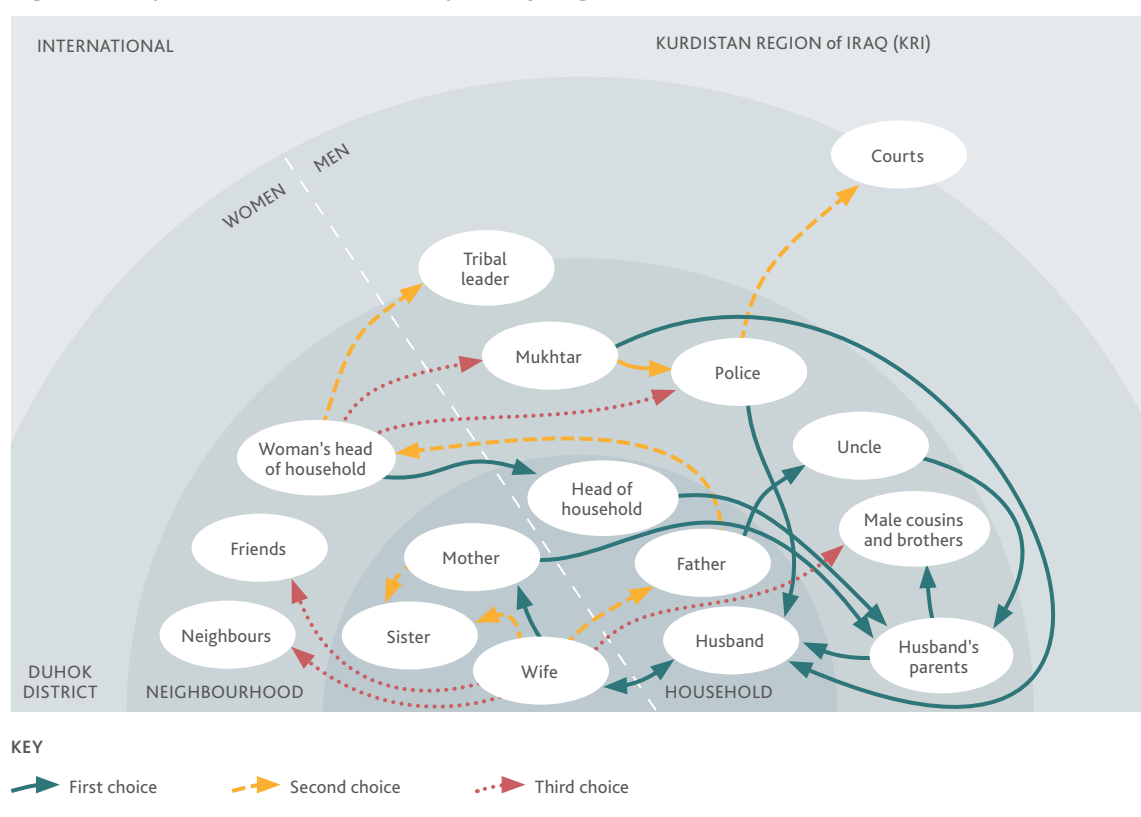 INTERNATIONAL
KURDISTAN REGION of IRAQ (KRI)
MEN
WOMEN
Courts
Tribal
leader
Mukhtar
Police
Woman's head
of household
Uncle
Head of
household
Male cousins
and brothers
Friends
Mother
Father
Neighbours
Sister
Husband
Husband's
parents
Wife
DUHOK
DISTRICT
NEIGHBOURHOOD
HOUSEHOLD
KEY
First choice
Second choice
Third choice